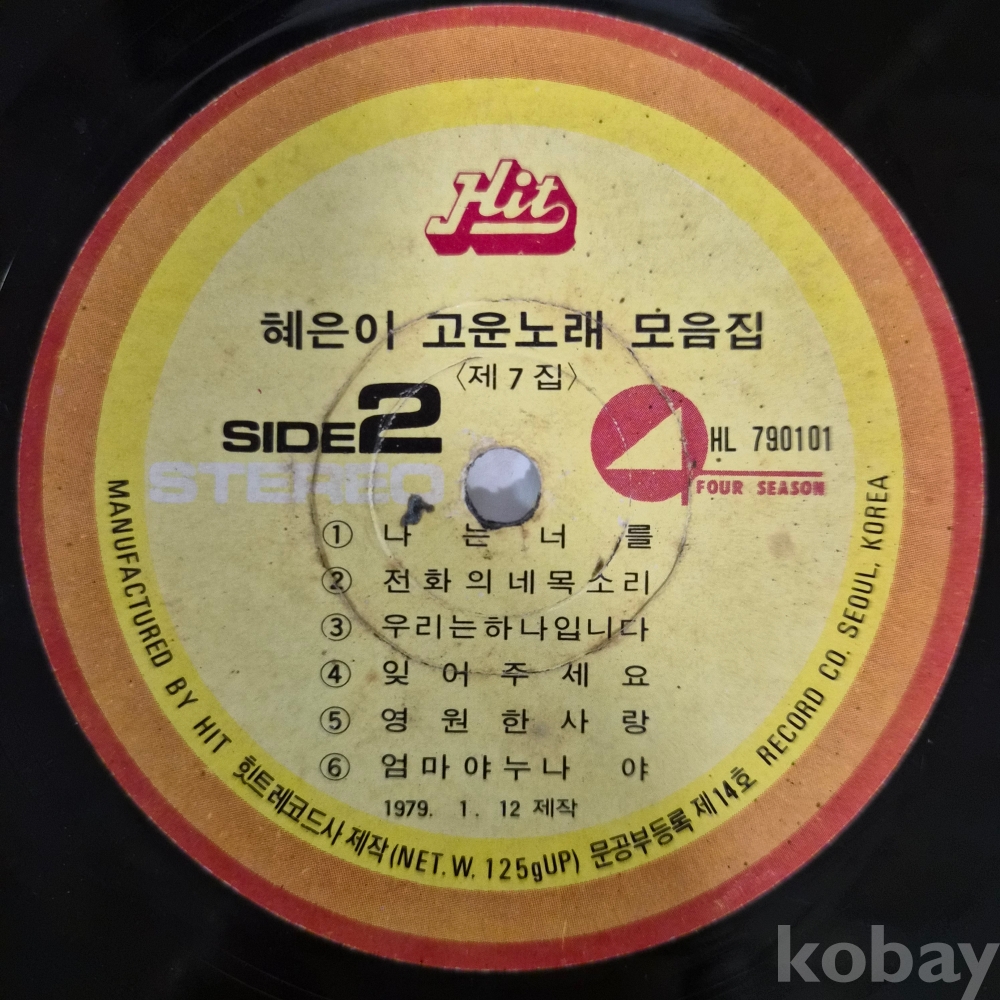 Hit
혜은이 고운노래 모음집
〈제7집〉
SIDE 2
STEREO
HL 790101
FOUR SEASON
① 나는너를
② 전화의네목소리
③ 우리는하나입니다
④ 잊어주세요
⑤ 영원한사랑
⑥ 엄마야누나야
1979. 1. 12 제작
MANUFACTURED BY HIT 힛트레코드사 제작 (NET. W. 125gUP) 문공부등록 제14호 RECORD CO. SEOUL, KOREA
kobay